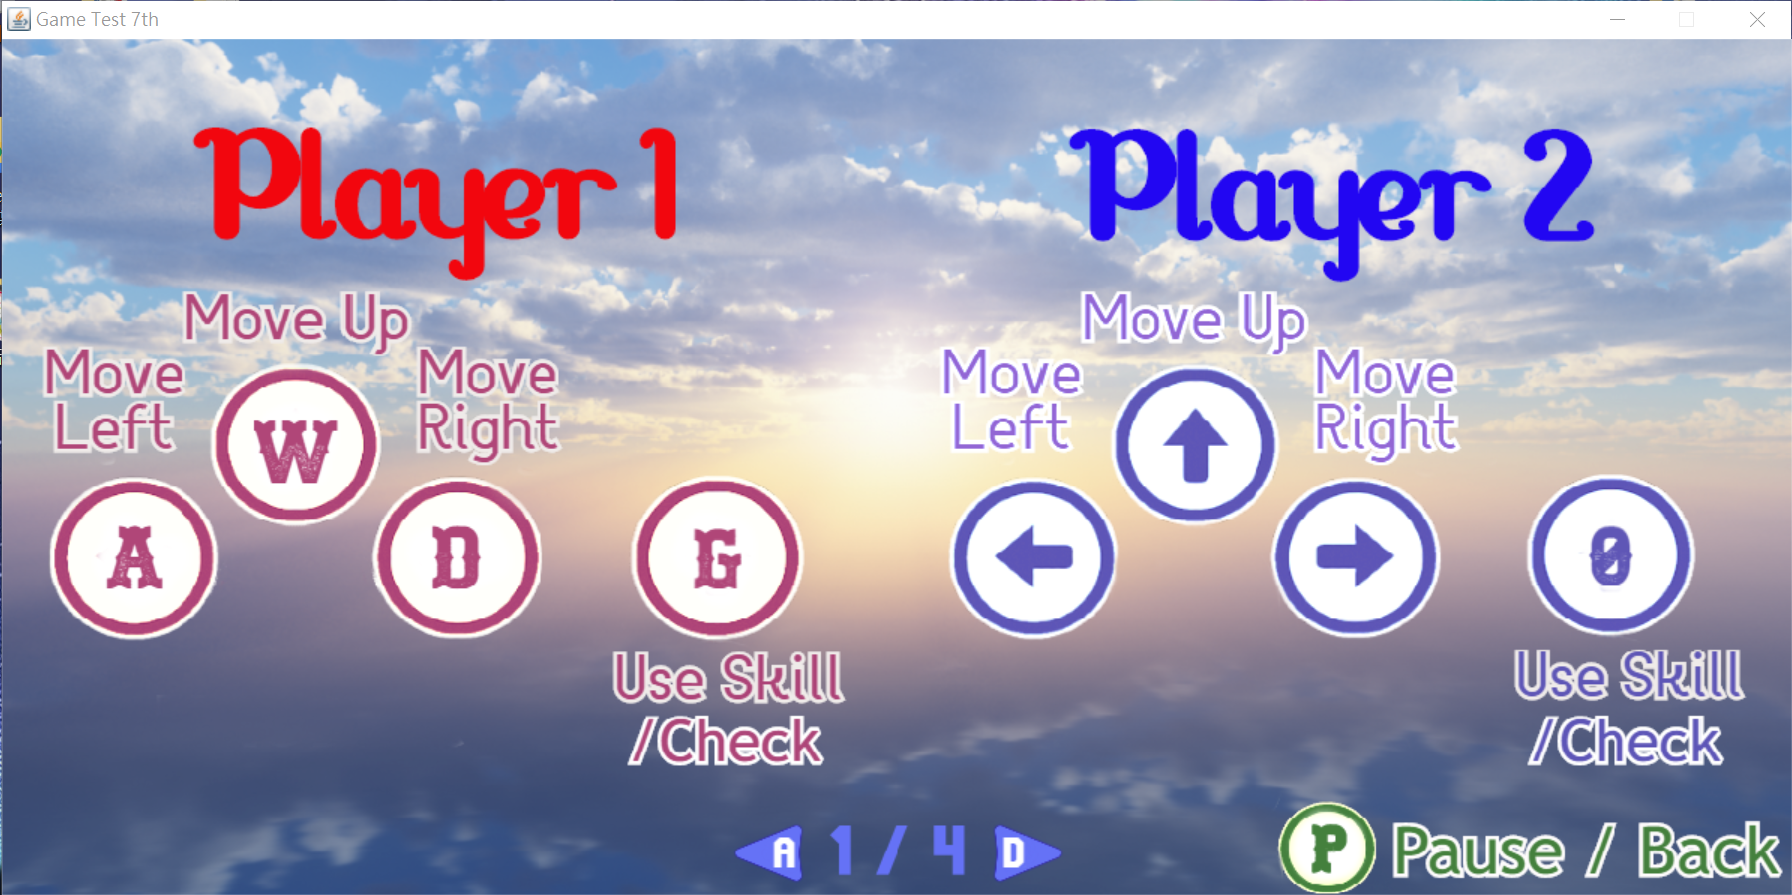 Game Test 7th
Player 1
Player 2
Move Up
Move Left
Move Right
W
A
D
G
Use Skill
/Check
Move Up
Move Left
Move Right
0
Use Skill
/Check
A 1 / 4 D
P Pause / Back